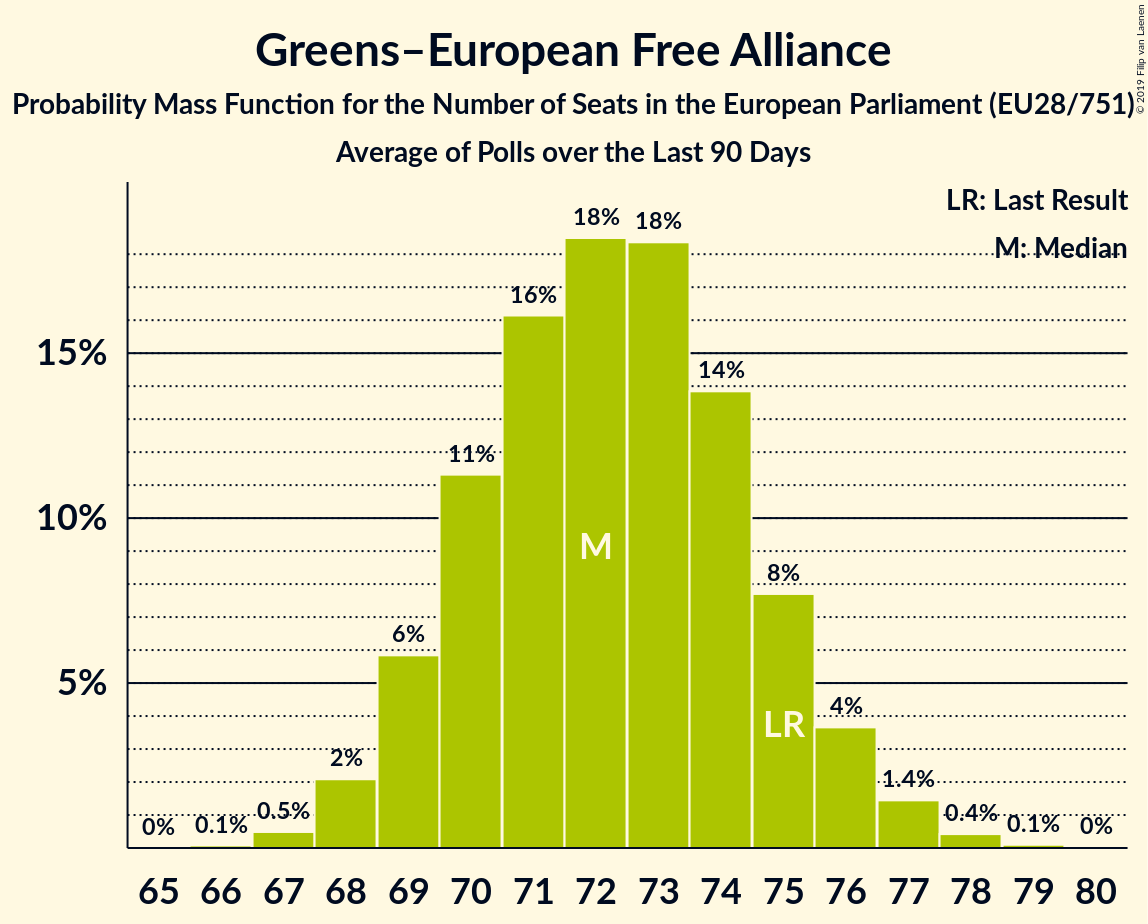 Greens–European Free Alliance
Probability Mass Function for the Number of Seats in the European Parliament (EU28/751)
Average of Polls over the Last 90 Days
© 2019 Filip van Laenen
LR: Last Result
M: Median
18% 18%
16%
15%
14%
11%
10%
M
8%
6%
5%
LR
4%
2%
1.4%
0% 0.1% 0.5% 0.4% 0.1% 0%
65 66 67 68 69 70 71 72 73 74 75 76 77 78 79 80